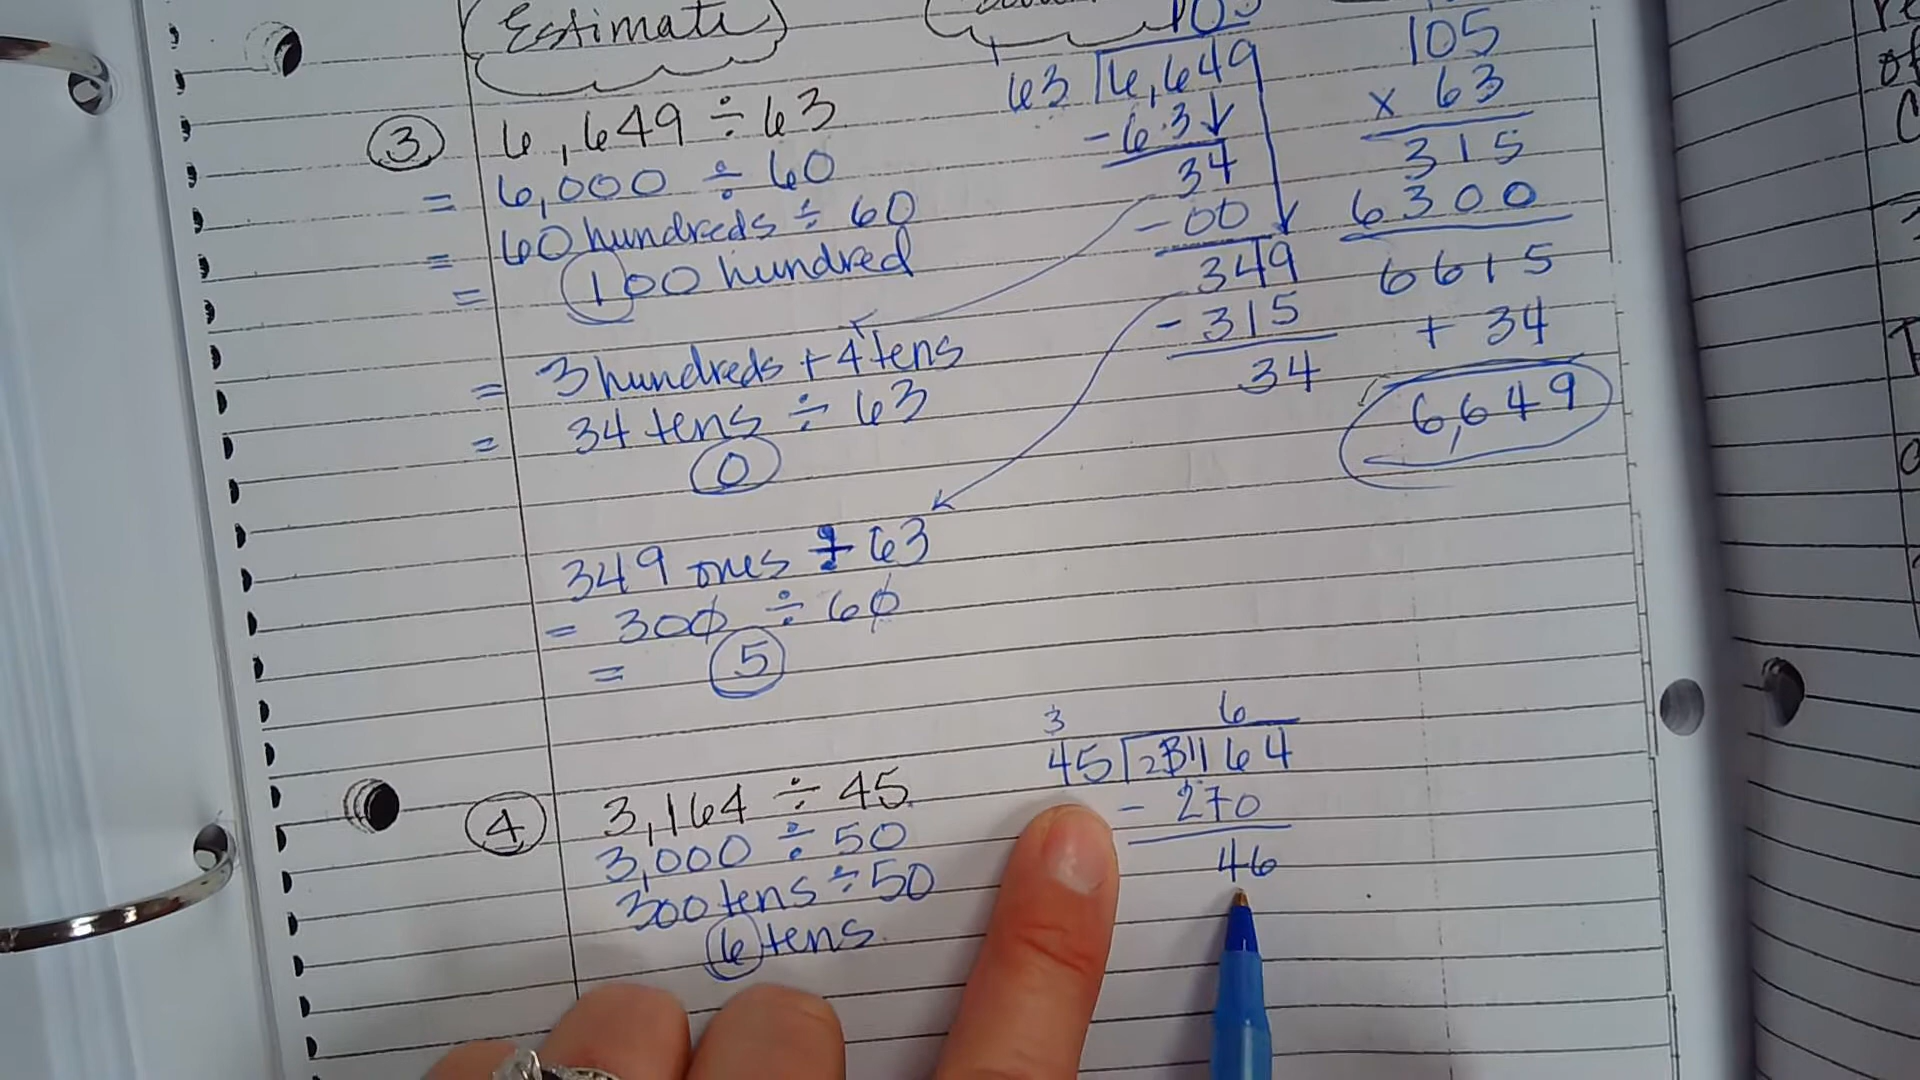 Estimate
③ 6,649 ÷ 63
= 6,000 ÷ 60
= 60 hundreds ÷ 60
= 100 hundred
= 3 hundreds + 4 tens
= 34 tens ÷ 63
0
349 ones ÷ 63
= 300 ÷ 60
= 5
63 6,649
- 6.3
34
- 00
349
- 315
34
105
x 63
315
6300
6615
+ 34
6,649
④ 3,164 ÷ 45
3,000 ÷ 50
300 tens ÷ 50
6 tens
3 6
45
- 270
46